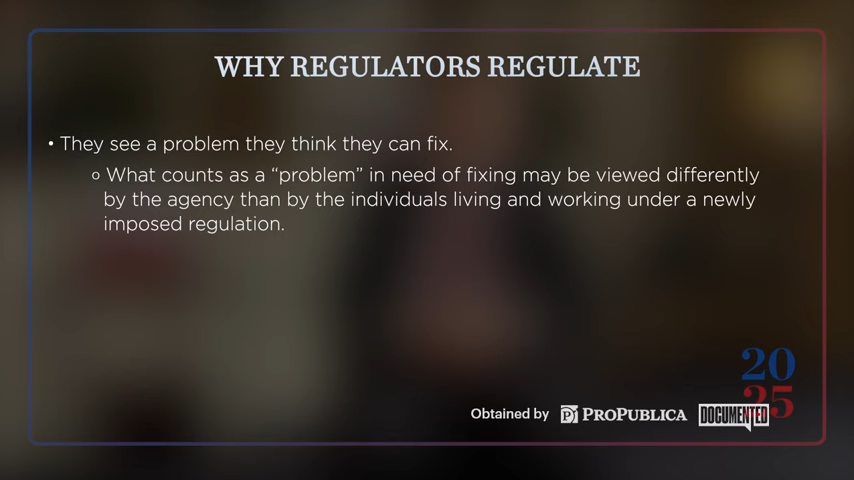 WHY REGULATORS REGULATE
• They see a problem they think they can fix.
o What counts as a “problem” in need of fixing may be viewed differently
by the agency than by the individuals living and working under a newly
imposed regulation.
20
25
Obtained by PROPUBLICA DOCUMENTED